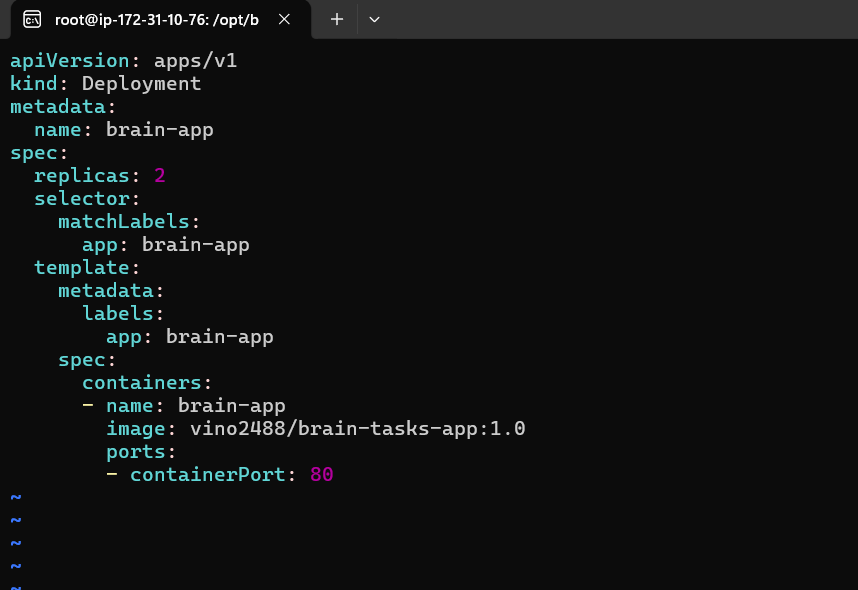 root@ip-172-31-10-76: /opt/b
apiVersion: apps/v1
kind: Deployment
metadata:
  name: brain-app
spec:
  replicas: 2
  selector:
    matchLabels:
      app: brain-app
  template:
    metadata:
      labels:
        app: brain-app
    spec:
      containers:
      - name: brain-app
        image: vino2488/brain-tasks-app:1.0
        ports:
        - containerPort: 80
~
~
~
~
~